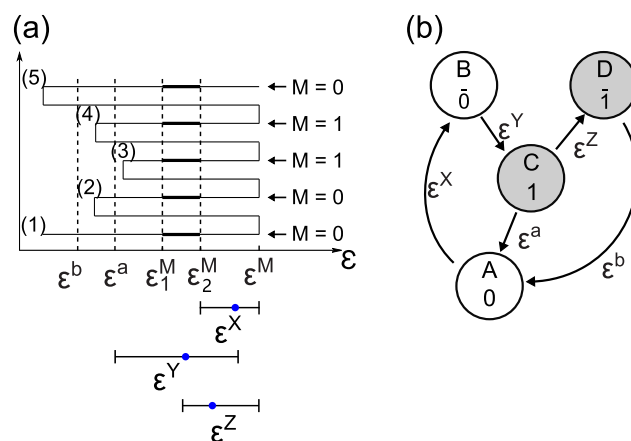 (a)
(5)
M = 0
(4)
M = 1
(3)
M = 1
(2)
M = 0
(1)
M = 0
ε
ε^b ε^a ε_1^M ε_2^M ε^M
ε^X
ε^Y
ε^Z
(b)
B
0̄
D
1̄
ε^Y
ε^Z
C
1
ε^X
ε^a
ε^b
A
0